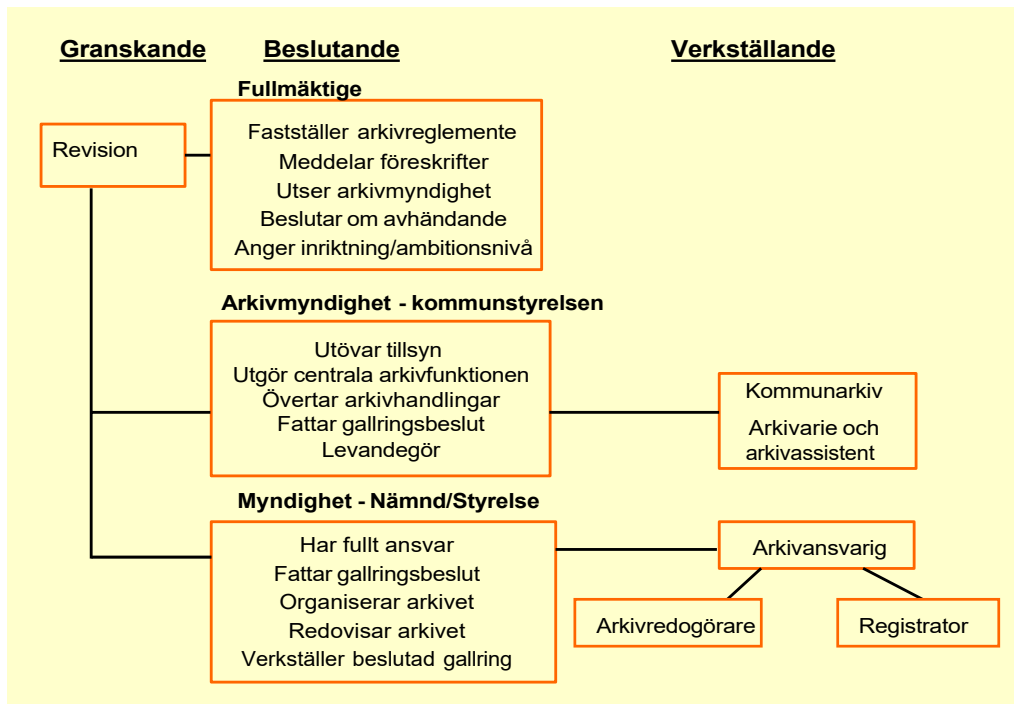 Granskande
Beslutande
Verkställande
Fullmäktige
Revision
Fastställer arkivreglemente
Meddelar föreskrifter
Utser arkivmyndighet
Beslutar om avhändande
Anger inriktning/ambitionsnivå
Arkivmyndighet - kommunstyrelsen
Utövar tillsyn
Utgör centrala arkivfunktionen
Övertar arkivhandlingar
Fattar gallringsbeslut
Levandegör
Kommunarkiv
Arkivarie och
arkivassistent
Myndighet - Nämnd/Styrelse
Har fullt ansvar
Fattar gallringsbeslut
Organiserar arkivet
Redovisar arkivet
Verkställer beslutad gallring
Arkivansvarig
Arkivredogörare
Registrator